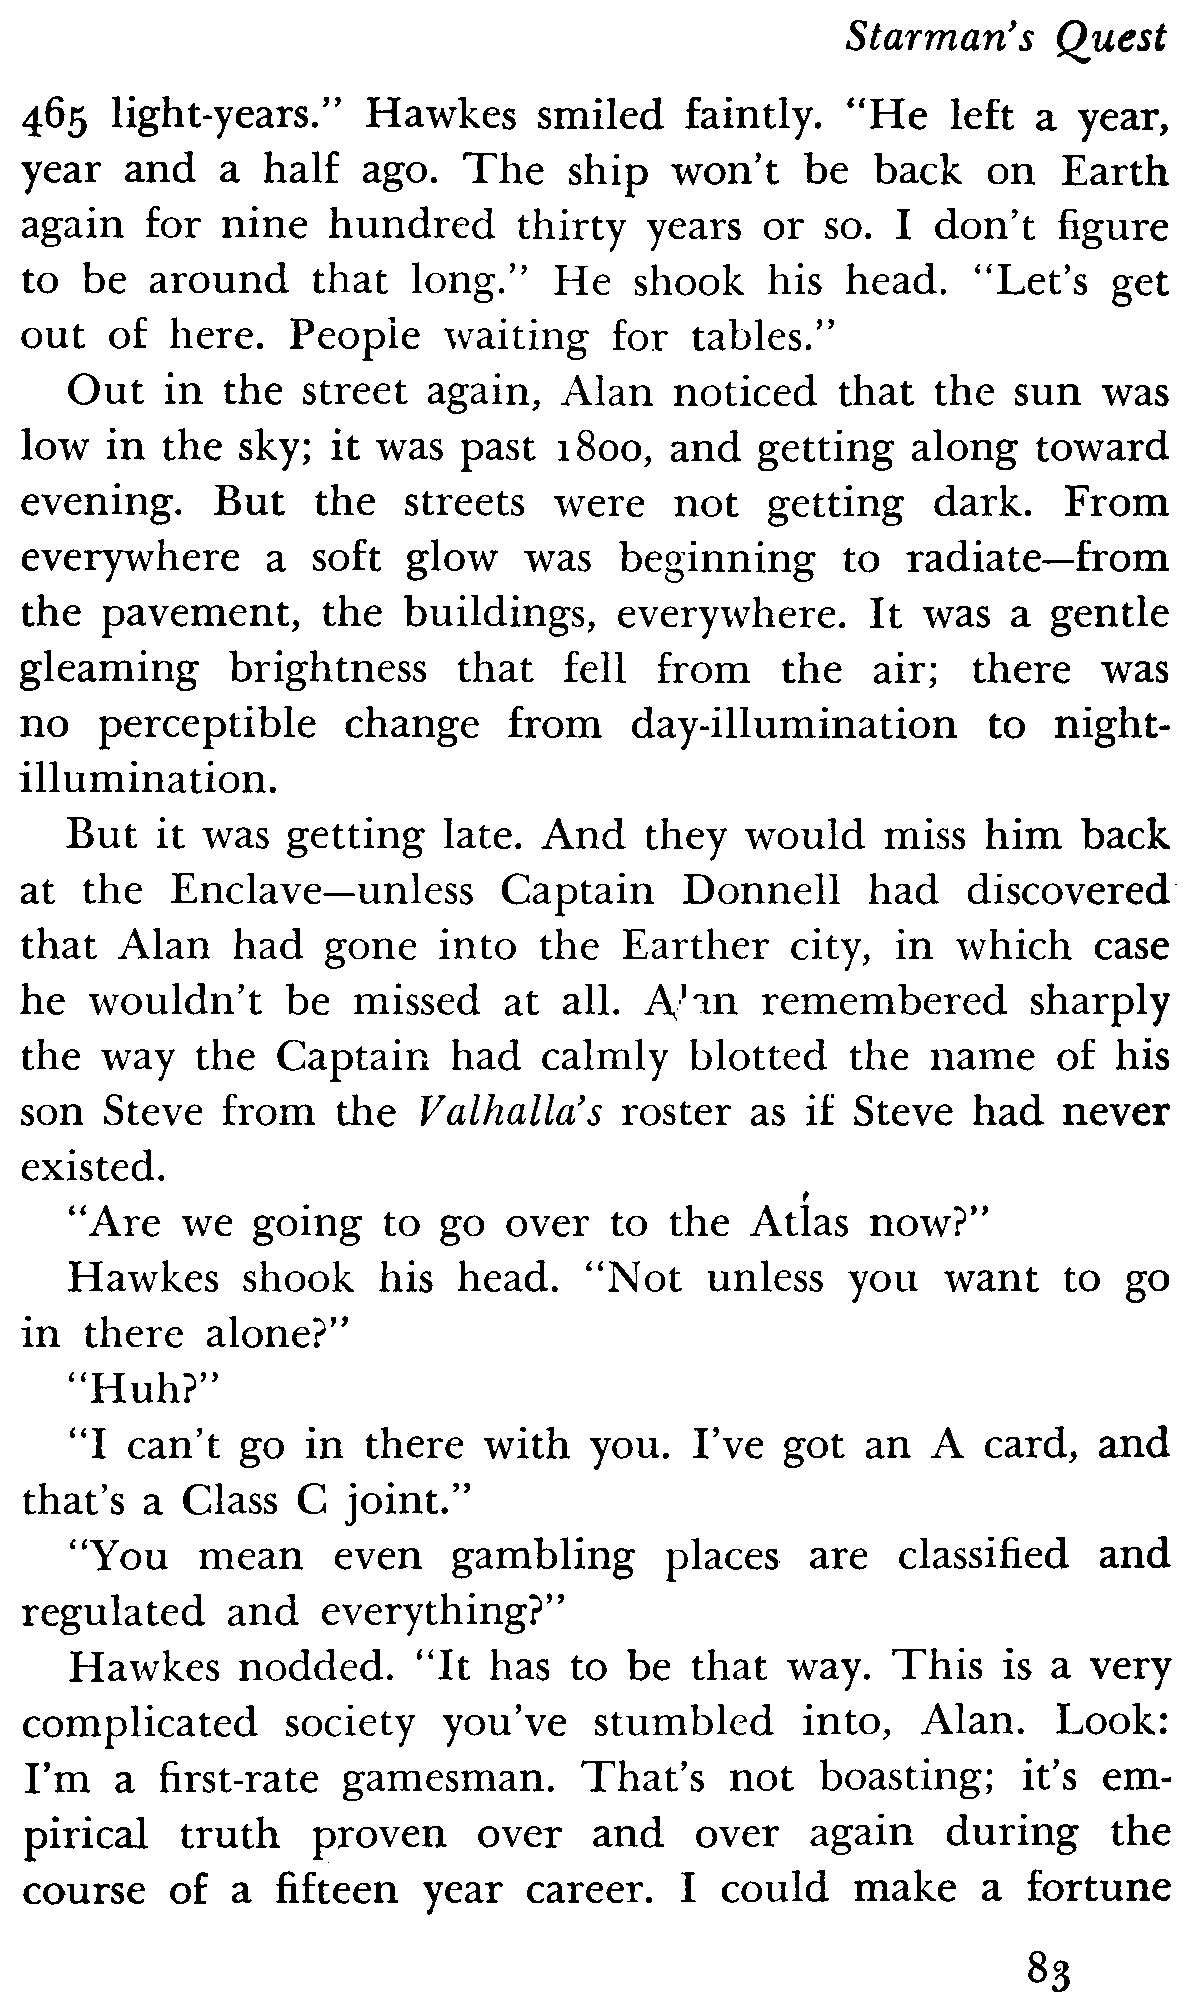 Starman's Quest
465 light-years." Hawkes smiled faintly. "He left a year,
year and a half ago. The ship won't be back on Earth
again for nine hundred thirty years or so. I don't figure
to be around that long." He shook his head. "Let's get
out of here. People waiting for tables."
Out in the street again, Alan noticed that the sun was
low in the sky; it was past 1800, and getting along toward
evening. But the streets were not getting dark. From
everywhere a soft glow was beginning to radiate—from
the pavement, the buildings, everywhere. It was a gentle
gleaming brightness that fell from the air; there was
no perceptible change from day-illumination to night-
illumination.
But it was getting late. And they would miss him back
at the Enclave—unless Captain Donnell had discovered
that Alan had gone into the Earther city, in which case
he wouldn't be missed at all. Alan remembered sharply
the way the Captain had calmly blotted the name of his
son Steve from the Valhalla's roster as if Steve had never
existed.
"Are we going to go over to the Atlas now?"
Hawkes shook his head. "Not unless you want to go
in there alone?"
"Huh?"
"I can't go in there with you. I've got an A card, and
that's a Class C joint."
"You mean even gambling places are classified and
regulated and everything?"
Hawkes nodded. "It has to be that way. This is a very
complicated society you've stumbled into, Alan. Look:
I'm a first-rate gamesman. That's not boasting; it's em-
pirical truth proven over and over again during the
course of a fifteen year career. I could make a fortune
83